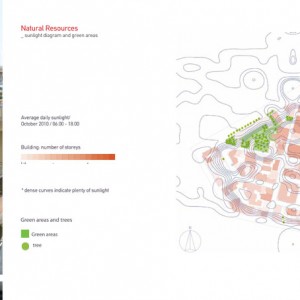 Natural Resources
_ sunlight diagram and green areas
Average daily sunlight/
October 2010 / 06:00 - 18:00
Building: number of storeys
* dense curves indicate plenty of sunlight
Green areas and trees
Green areas
tree